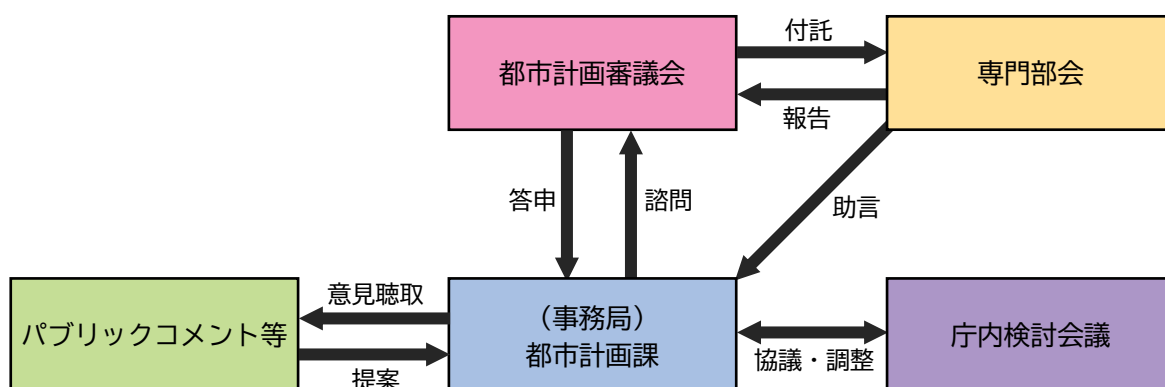 付託
都市計画審議会
専門部会
報告
答申
諮問
助言
意見聴取
パブリックコメント等
（事務局）
都市計画課
庁内検討会議
協議・調整
提案